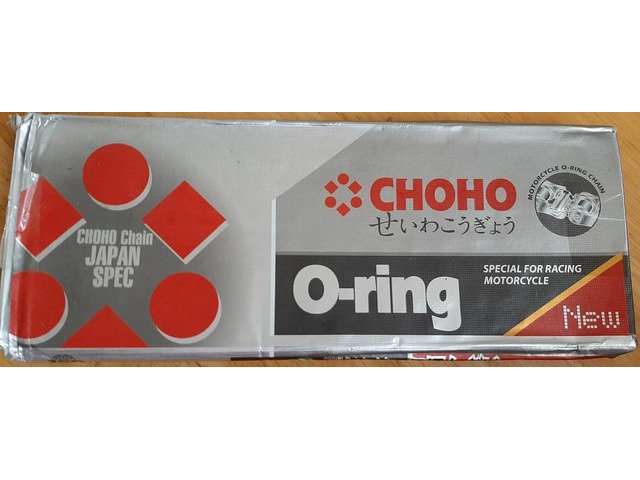 CHOHO Chain
JAPAN
SPEC
CHOHO
せいわこうぎょう
MOTORCYCLE O-RING CHAIN
O-ring
SPECIAL FOR RACING
MOTORCYCLE
New